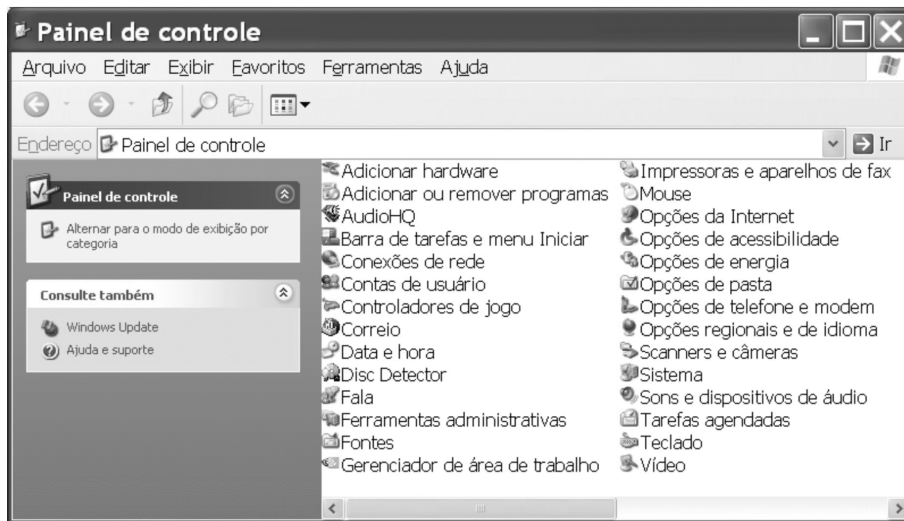 Painel de controle
Arquivo Editar Exibir Favoritos Ferramentas Ajuda
Endereço Painel de controle Ir
Painel de controle
Alternar para o modo de exibição por
categoria
Consulte também
Windows Update
Ajuda e suporte
Adicionar hardware
Adicionar ou remover programas
AudioHQ
Barra de tarefas e menu Iniciar
Conexões de rede
Contas de usuário
Controladores de jogo
Correio
Data e hora
Disc Detector
Fala
Ferramentas administrativas
Fontes
Gerenciador de área de trabalho
Impressoras e aparelhos de fax
Mouse
Opções da Internet
Opções de acessibilidade
Opções de energia
Opções de pasta
Opções de telefone e modem
Opções regionais e de idioma
Scanners e câmeras
Sistema
Sons e dispositivos de áudio
Tarefas agendadas
Teclado
Vídeo